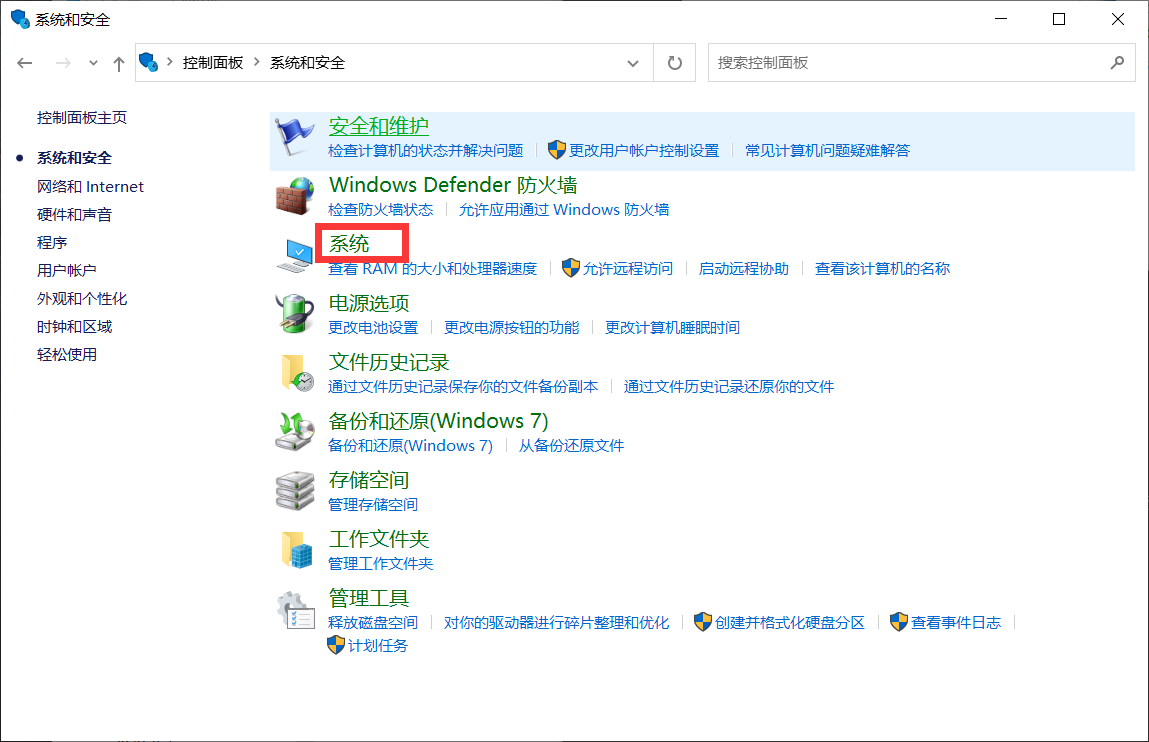 系统和安全
控制面板 系统和安全
搜索控制面板
控制面板主页
系统和安全
网络和 Internet
硬件和声音
程序
用户帐户
外观和个性化
时钟和区域
轻松使用
安全和维护
检查计算机的状态并解决问题 更改用户帐户控制设置 常见计算机问题疑难解答
Windows Defender 防火墙
检查防火墙状态 允许应用通过 Windows 防火墙
系统
查看 RAM 的大小和处理器速度 允许远程访问 启动远程协助 查看该计算机的名称
电源选项
更改电池设置 更改电源按钮的功能 更改计算机睡眠时间
文件历史记录
通过文件历史记录保存你的文件备份副本 通过文件历史记录还原你的文件
备份和还原(Windows 7)
备份和还原(Windows 7) 从备份还原文件
存储空间
管理存储空间
工作文件夹
管理工作文件夹
管理工具
释放磁盘空间 对你的驱动器进行碎片整理和优化 创建并格式化硬盘分区 查看事件日志
计划任务